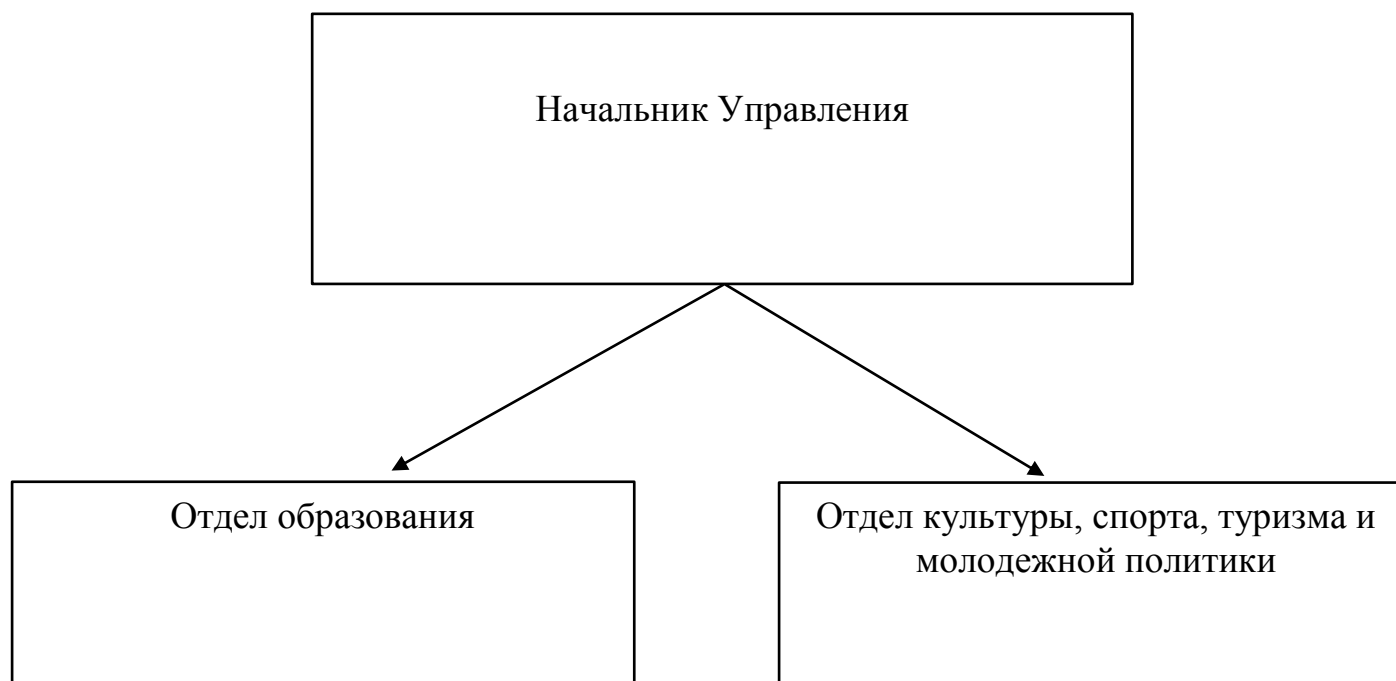 Начальник Управления
Отдел образования
Отдел культуры, спорта, туризма и
молодежной политики